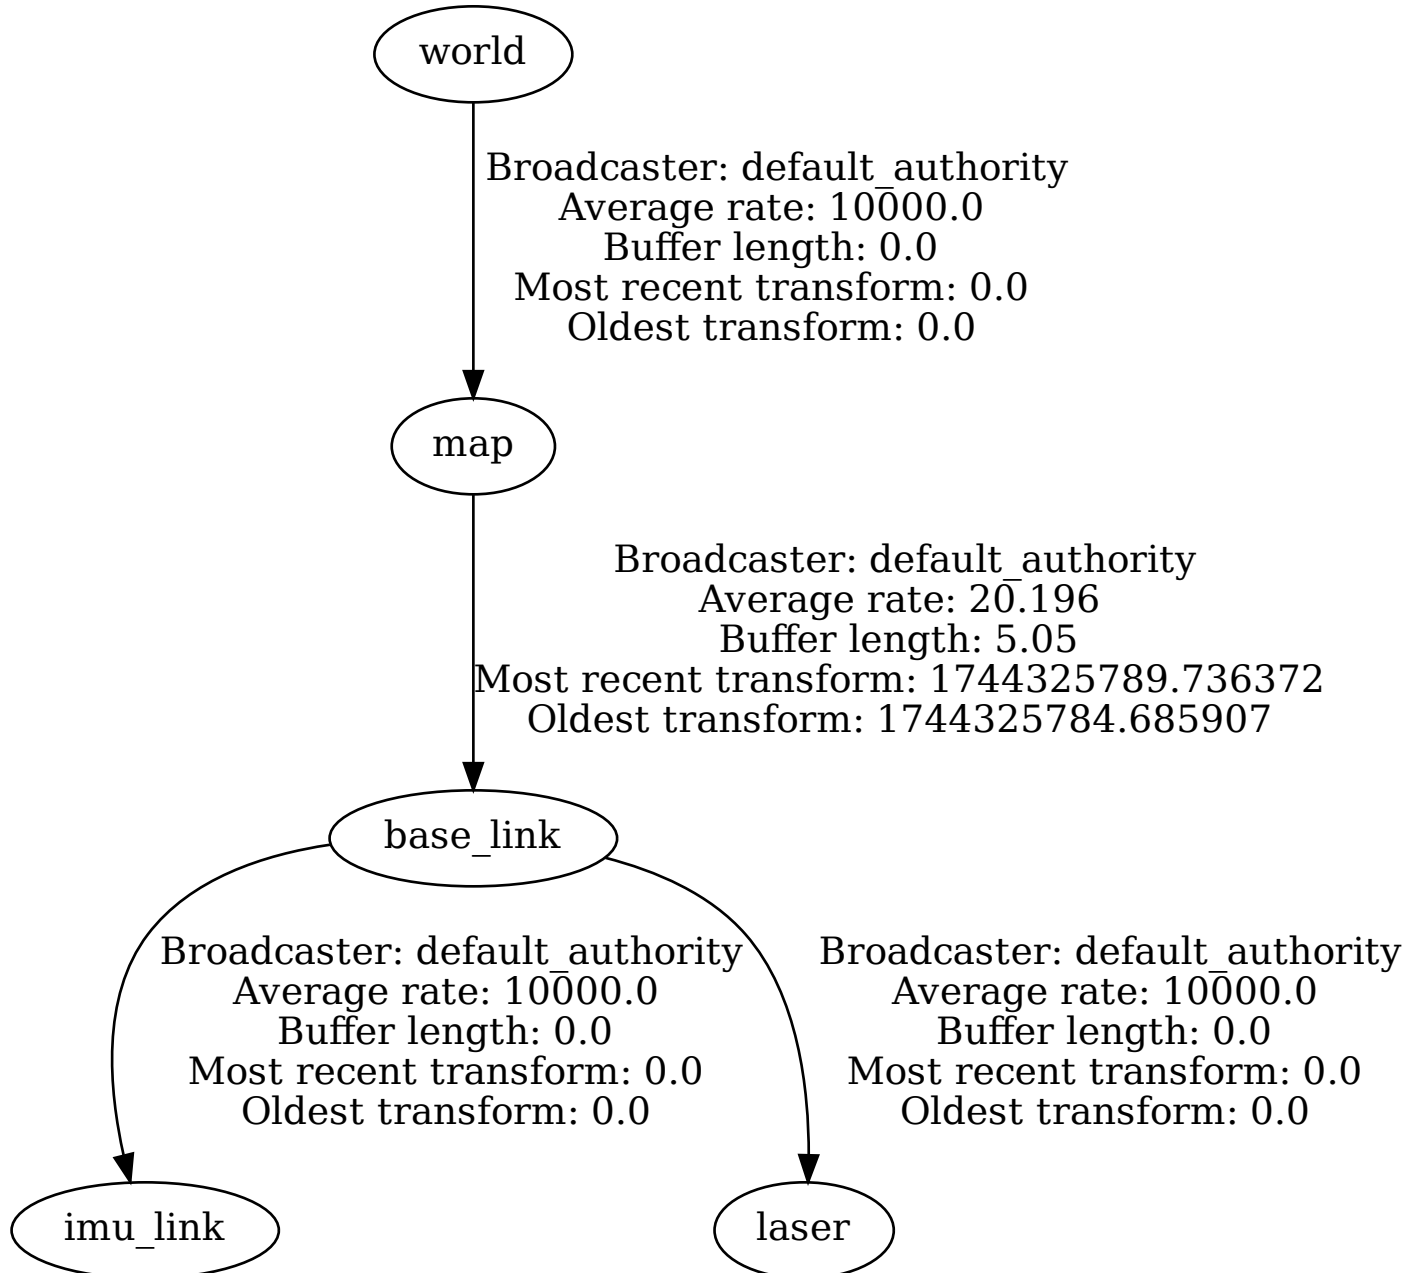 world
Broadcaster: default_authority
Average rate: 10000.0
Buffer length: 0.0
Most recent transform: 0.0
Oldest transform: 0.0
map
Broadcaster: default_authority
Average rate: 20.196
Buffer length: 5.05
Most recent transform: 1744325789.736372
Oldest transform: 1744325784.685907
base_link
Broadcaster: default_authority
Average rate: 10000.0
Buffer length: 0.0
Most recent transform: 0.0
Oldest transform: 0.0
Broadcaster: default_authority
Average rate: 10000.0
Buffer length: 0.0
Most recent transform: 0.0
Oldest transform: 0.0
imu_link
laser